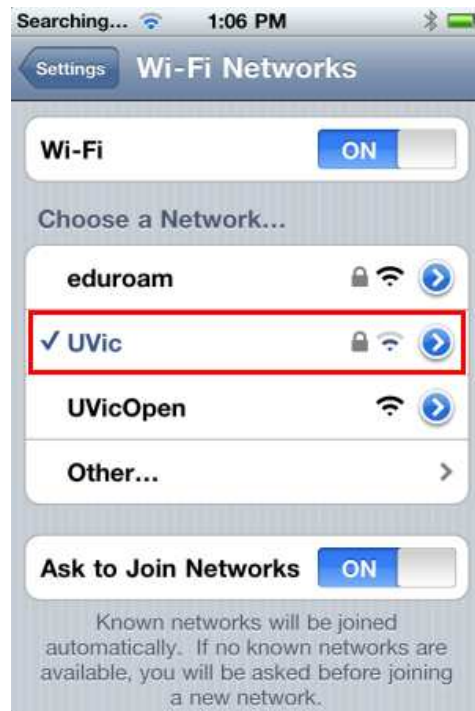 Searching... 1:06 PM
Settings Wi-Fi Networks
Wi-Fi ON
Choose a Network...
eduroam
UVic
UVicOpen
Other...
Ask to Join Networks ON
Known networks will be joined
automatically. If no known networks are
available, you will be asked before joining
a new network.